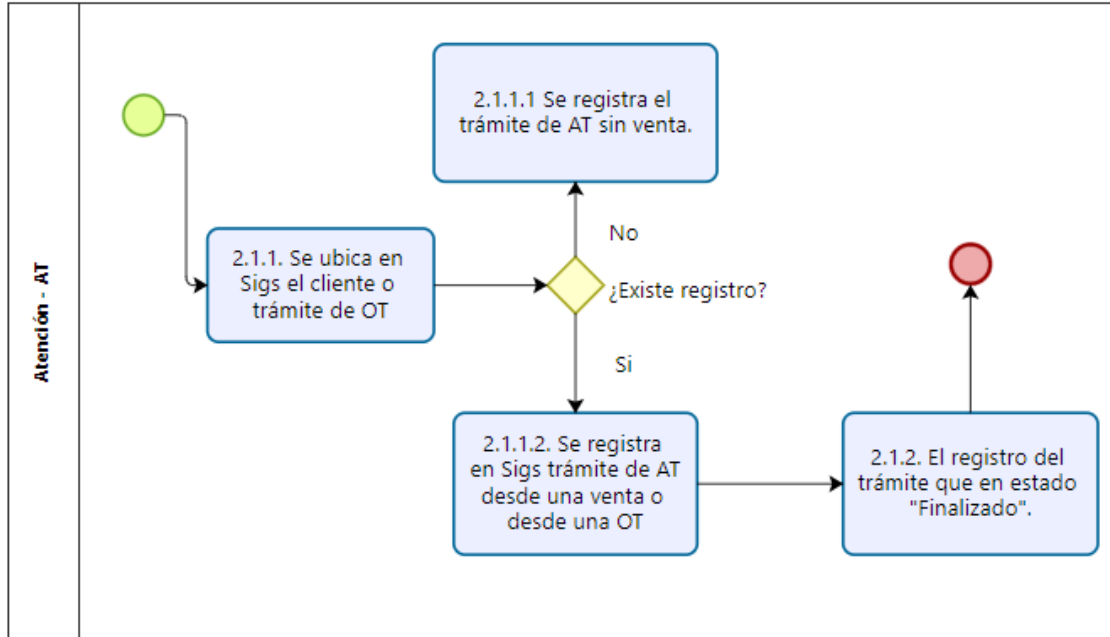 Atención - AT
2.1.1.1 Se registra el
trámite de AT sin venta.
No
2.1.1. Se ubica en
Sigs el cliente o
trámite de OT
¿Existe registro?
Si
2.1.1.2. Se registra
en Sigs trámite de AT
desde una venta o
desde una OT
2.1.2. El registro del
trámite que en estado
"Finalizado".